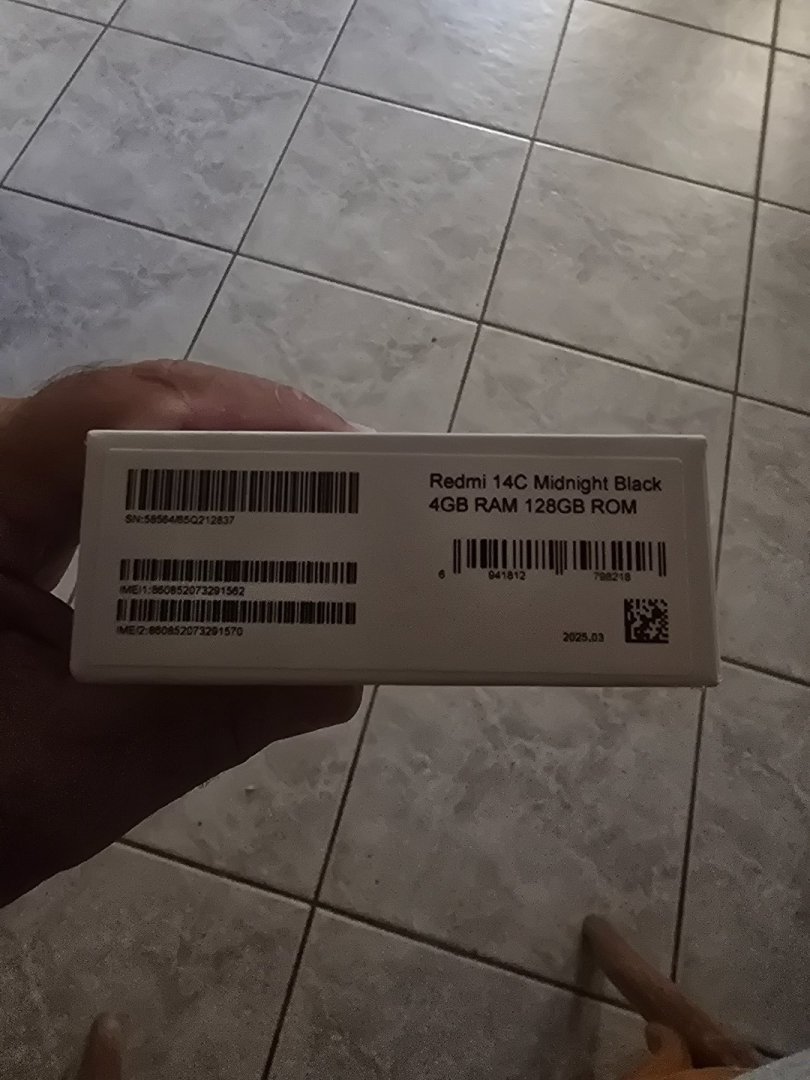 Redmi 14C Midnight Black
4GB RAM 128GB ROM
SN:58564/85Q212837
IMEI1:860852073291562
IMEI2:860852073291570
6 941812 798218
2025.03